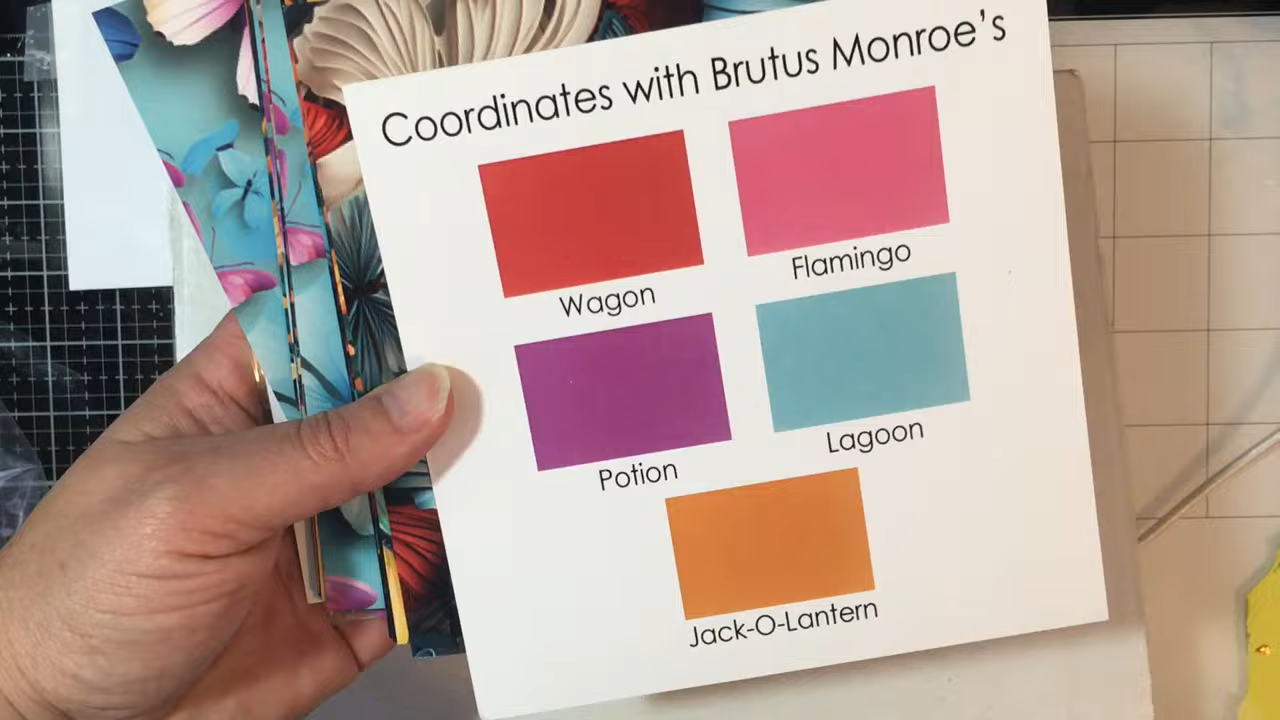 Coordinates with Brutus Monroe's
Wagon
Flamingo
Potion
Lagoon
Jack-O-Lantern